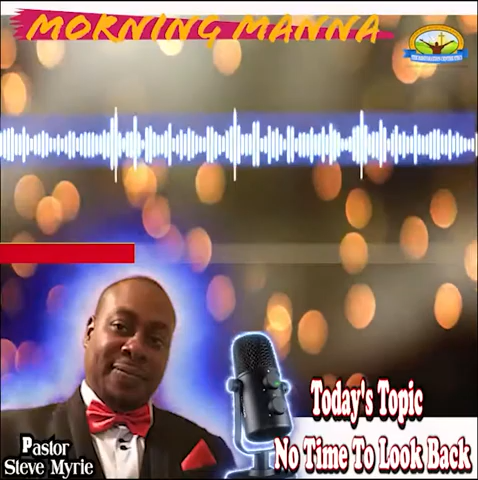 MORNING MANNA
Today's Topic
No Time To Look Back
Pastor
Steve Myrie